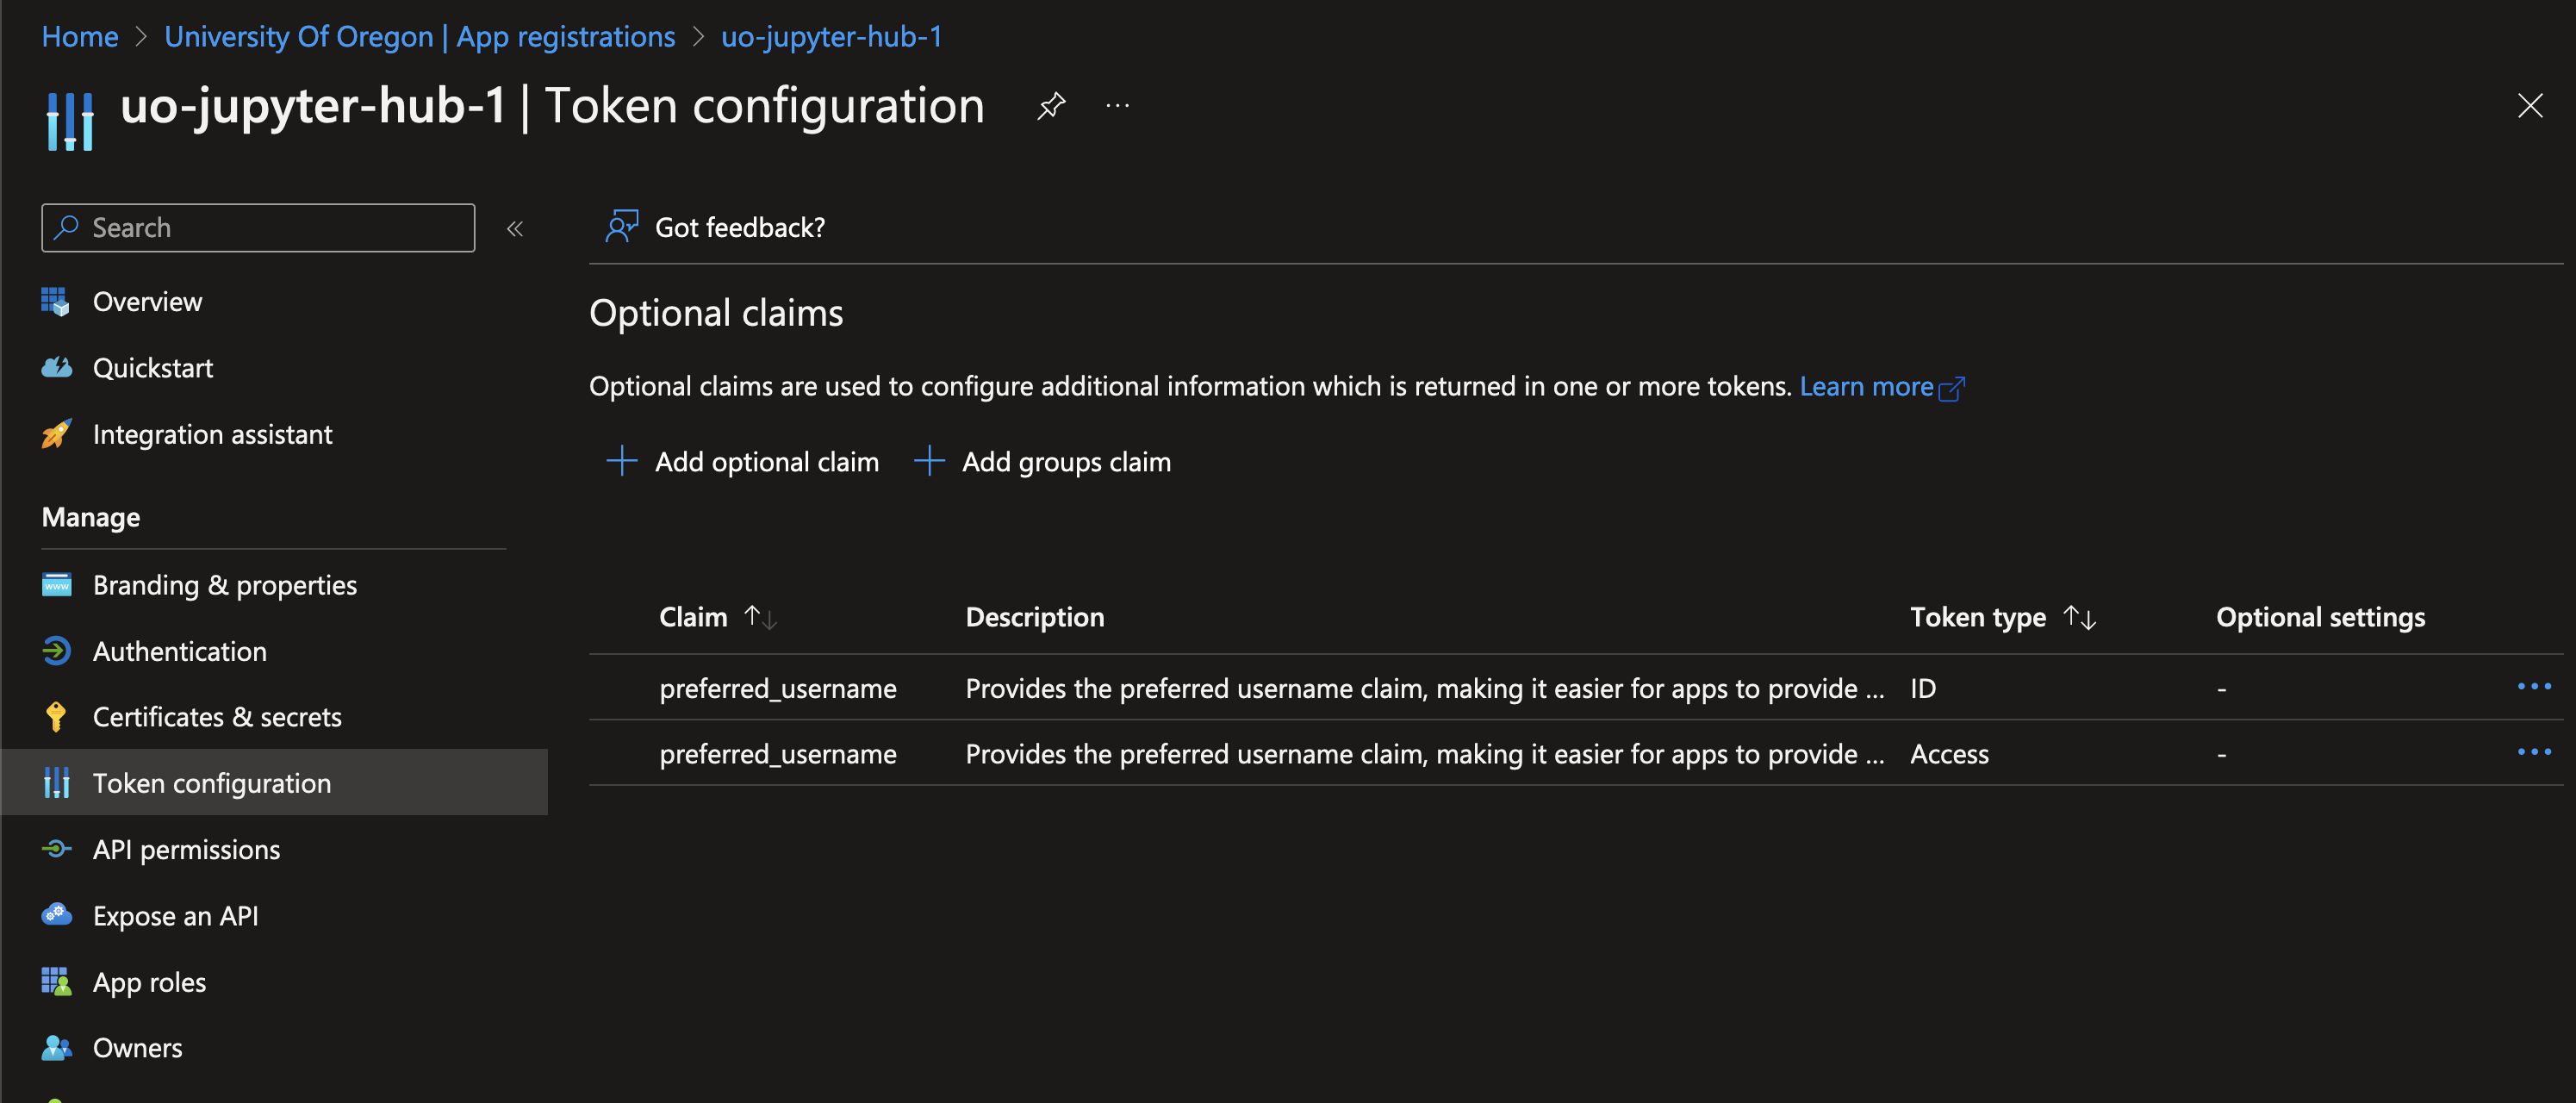 Home > University Of Oregon | App registrations > uo-jupyter-hub-1
uo-jupyter-hub-1 | Token configuration
Search
Got feedback?
Overview
Quickstart
Integration assistant
Manage
Branding & properties
www
Authentication
Certificates & secrets
Token configuration
API permissions
Expose an API
App roles
Owners
Optional claims
Optional claims are used to configure additional information which is returned in one or more tokens. Learn more
Add optional claim Add groups claim
Claim Description Token type Optional settings
preferred_username Provides the preferred username claim, making it easier for apps to provide ... ID -
preferred_username Provides the preferred username claim, making it easier for apps to provide ... Access -